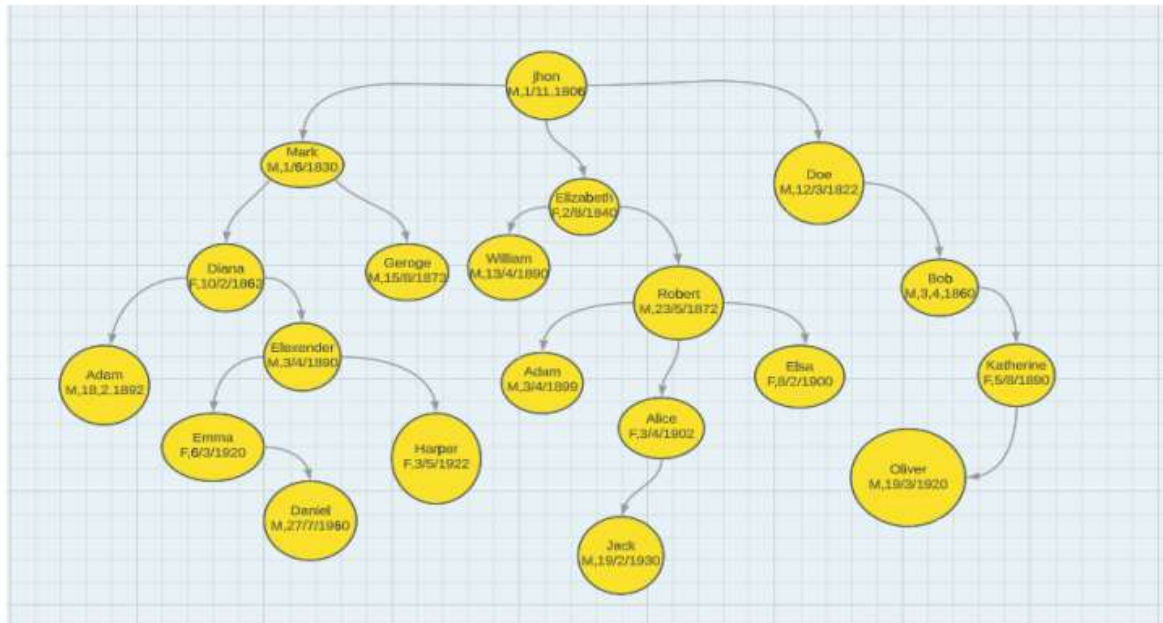 jhon
M,1/11,1806
Mark
M,1/6/1830
Elizabeth
F,2/8/1840
Doe
M,12/3/1822
Diana
F,10/2/1862
Geroge
M,15/8/1873
William
M,13/4/1890
Robert
M,23/5/1872
Bob
M,3,4,1860
Adam
M,18,2,1892
Elexender
M,3/4/1890
Adam
M,3/4/1899
Elsa
F,8/2/1900
Katherine
F,5/8/1890
Emma
F,6/3/1920
Harper
F,3/5/1922
Alice
F,3/4/1902
Oliver
M,19/3/1920
Daniel
M,27/7/1960
Jack
M,19/2/1930